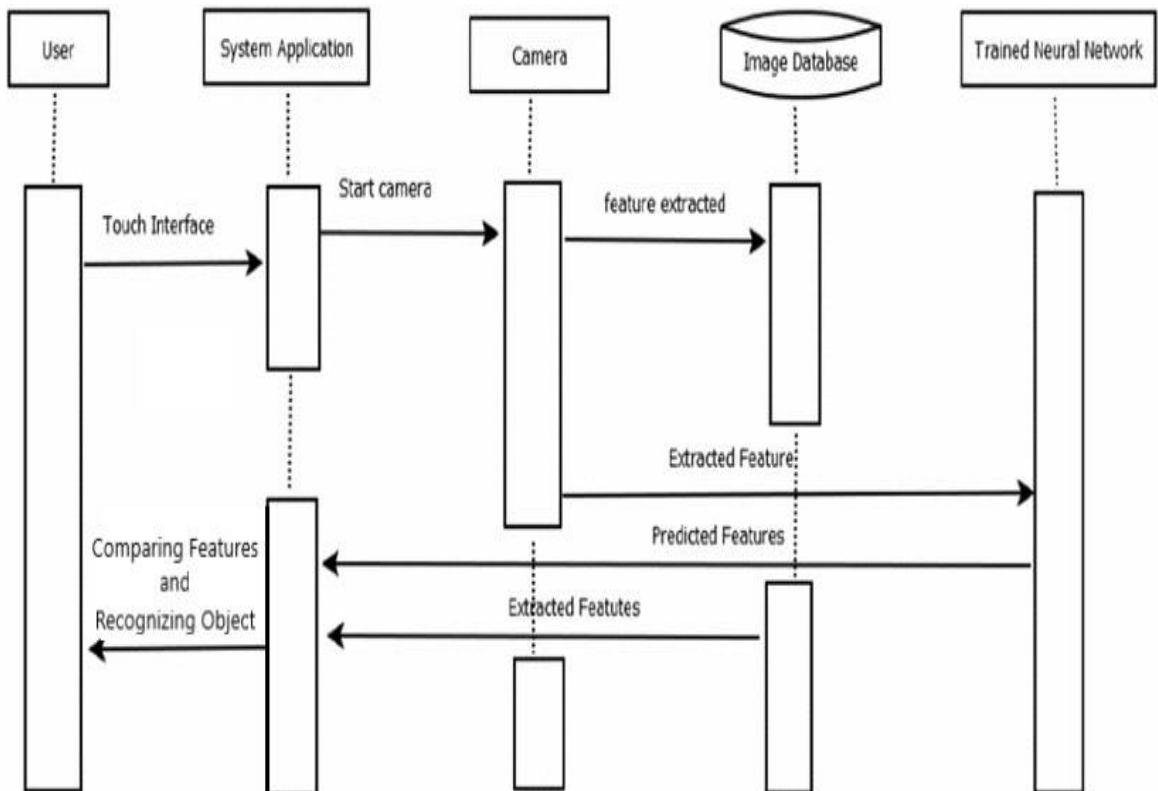 User
System Application
Camera
Image Database
Trained Neural Network
Start camera
Touch Interface
feature extracted
Extracted Feature
Predicted Features
Comparing Features
and
Recognizing Object
Extracted Featutes